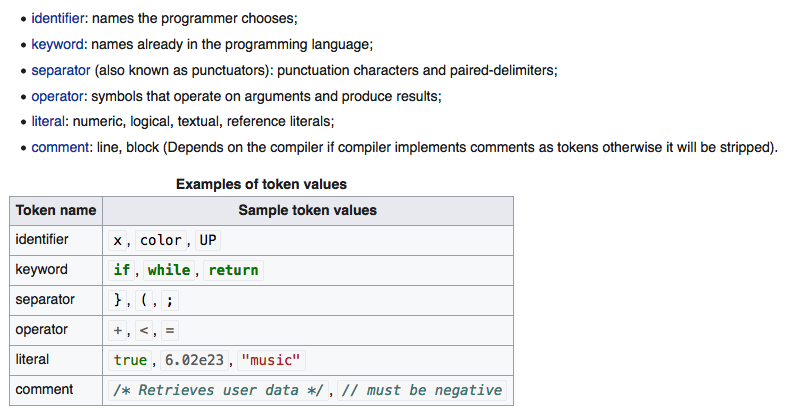 • identifier: names the programmer chooses;
• keyword: names already in the programming language;
• separator (also known as punctuators): punctuation characters and paired-delimiters;
• operator: symbols that operate on arguments and produce results;
• literal: numeric, logical, textual, reference literals;
• comment: line, block (Depends on the compiler if compiler implements comments as tokens otherwise it will be stripped).
Examples of token values
Token name Sample token values
identifier x , color , UP
keyword if , while , return
separator } , ( , ;
operator + , < , =
literal true , 6.02e23 , "music"
comment /* Retrieves user data */ , // must be negative